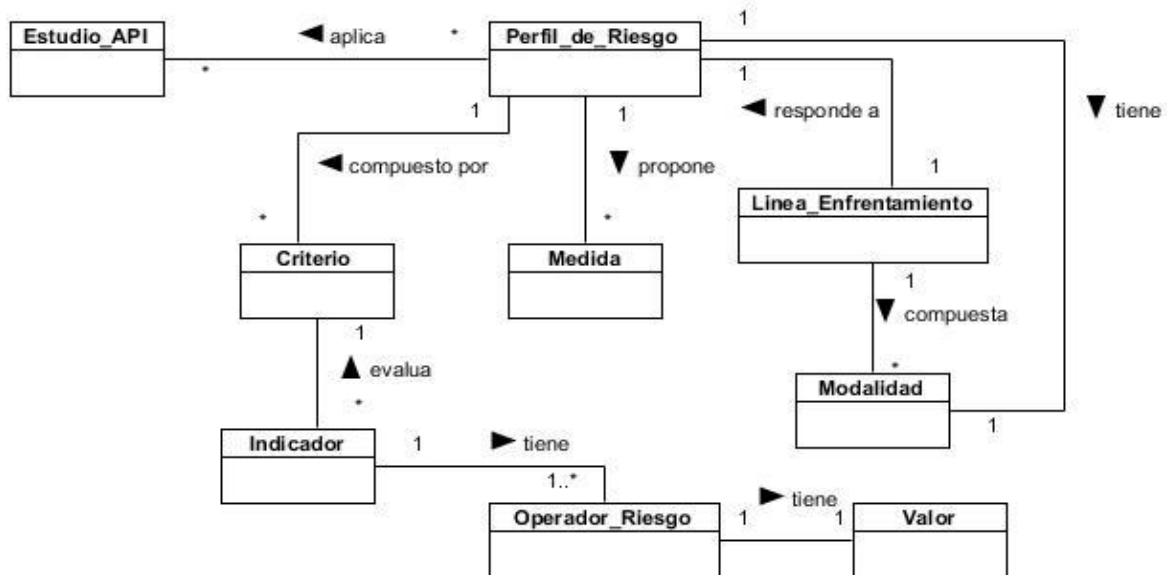 1
Estudio_API
◄ aplica
*
Perfil_de_Riesgo
*
1
1
1
◄ responde a
▼ tiene
◄ compuesto por
▼ propone
1
*
*
Linea_Enfrentamiento
Criterio
Medida
1
▼ compuesta
1
▲ evalua
*
Modalidad
*
1
Indicador
1
► tiene
1..*
► tiene
Operador_Riesgo
1
1
Valor